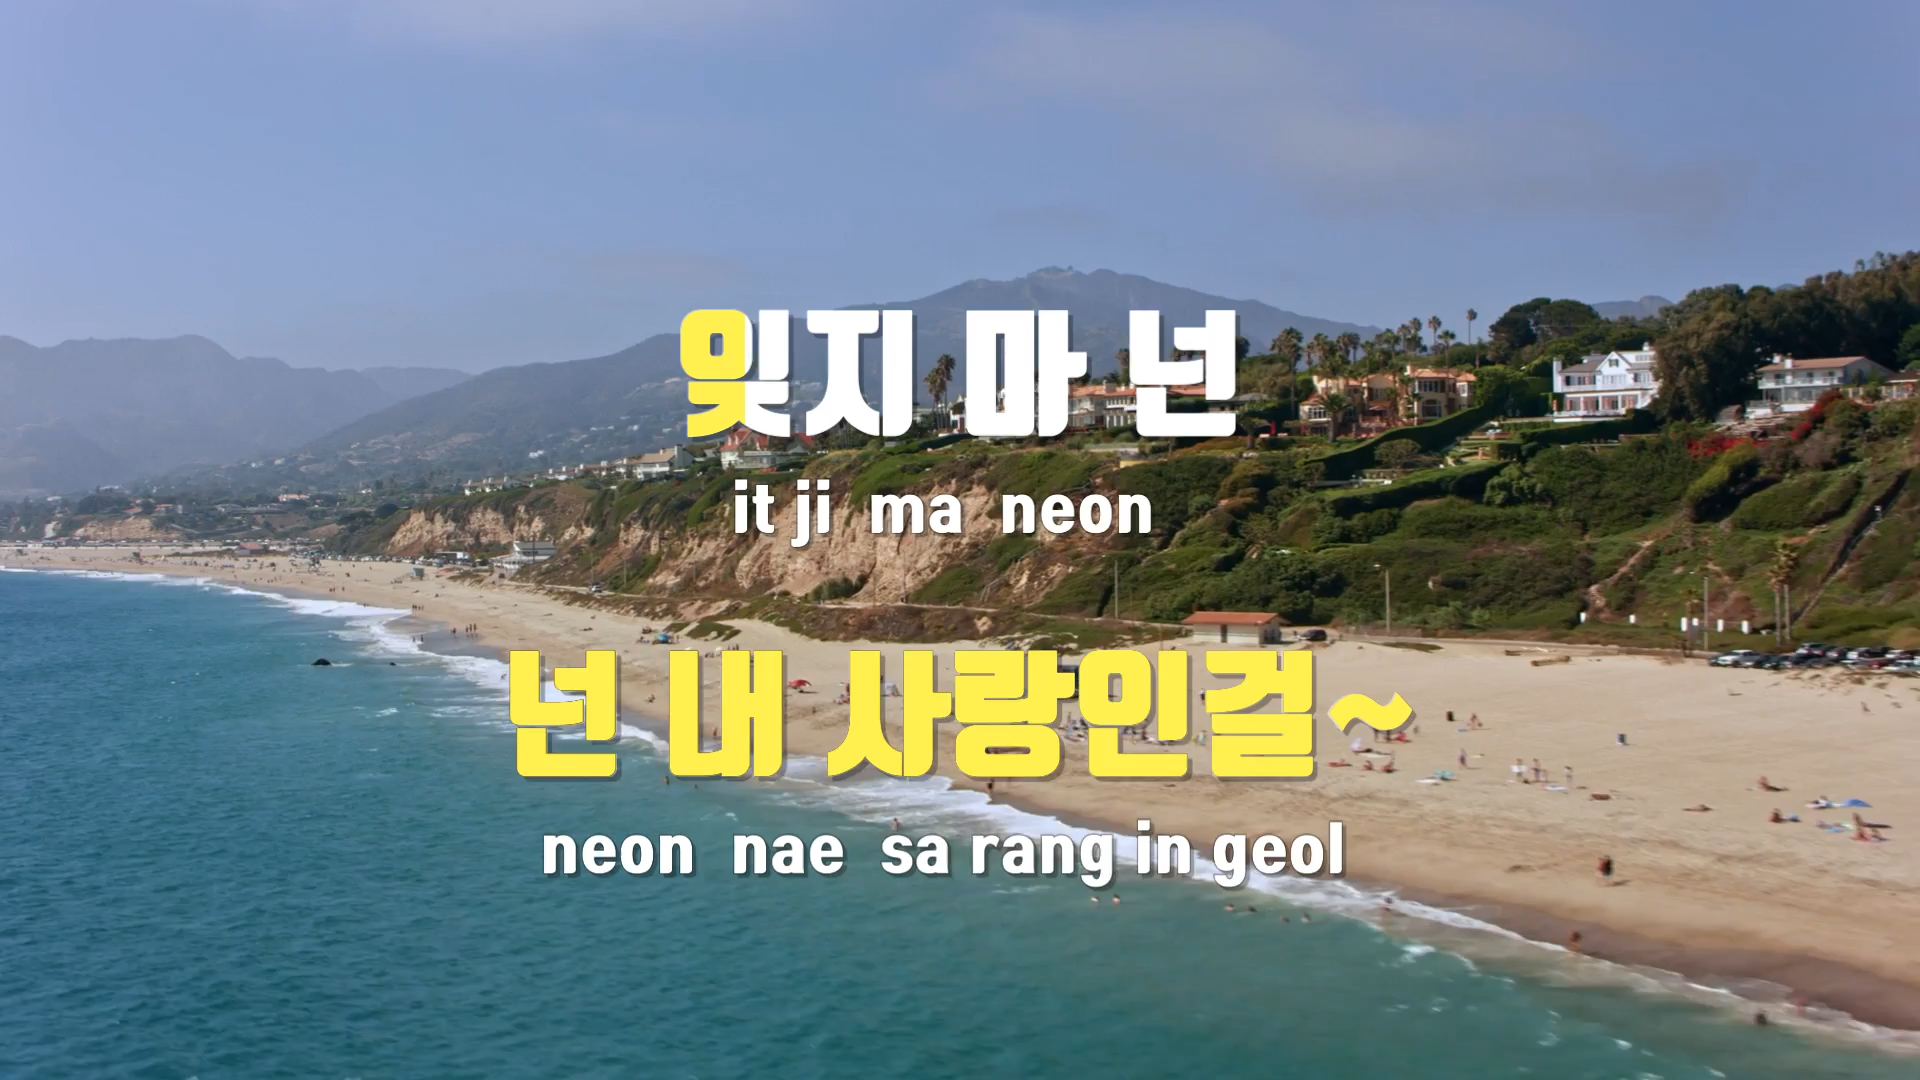 잊지 마 넌
it ji ma neon
넌 내 사랑인걸~
neon nae sa rang in geol